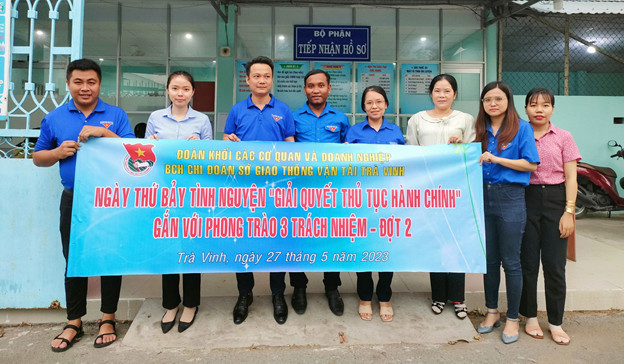 BỘ PHẬN
TIẾP NHẬN HỒ SƠ
ĐOÀN KHỐI CÁC CƠ QUAN VÀ DOANH NGHIỆP
BCH CHI ĐOÀN SỞ GIAO THÔNG VẬN TẢI TRÀ VINH
NGÀY THỨ BẢY TÌNH NGUYỆN "GIẢI QUYẾT THỦ TỤC HÀNH CHÍNH"
GẮN VỚI PHONG TRÀO 3 TRÁCH NHIỆM - ĐỢT 2
Trà Vinh, ngày 27 tháng 5 năm 2023